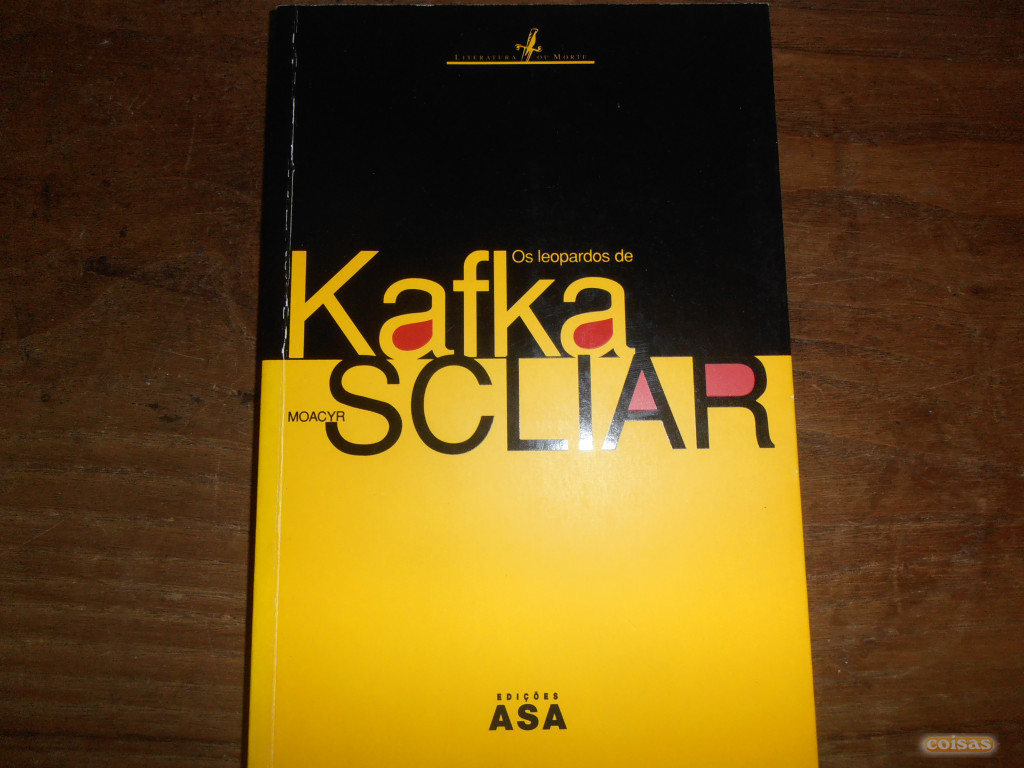 LITERATURA OU MORTE
Os leopardos de
Kafka
MOACYR SCLIAR
EDIÇÕES
ASA
coisas